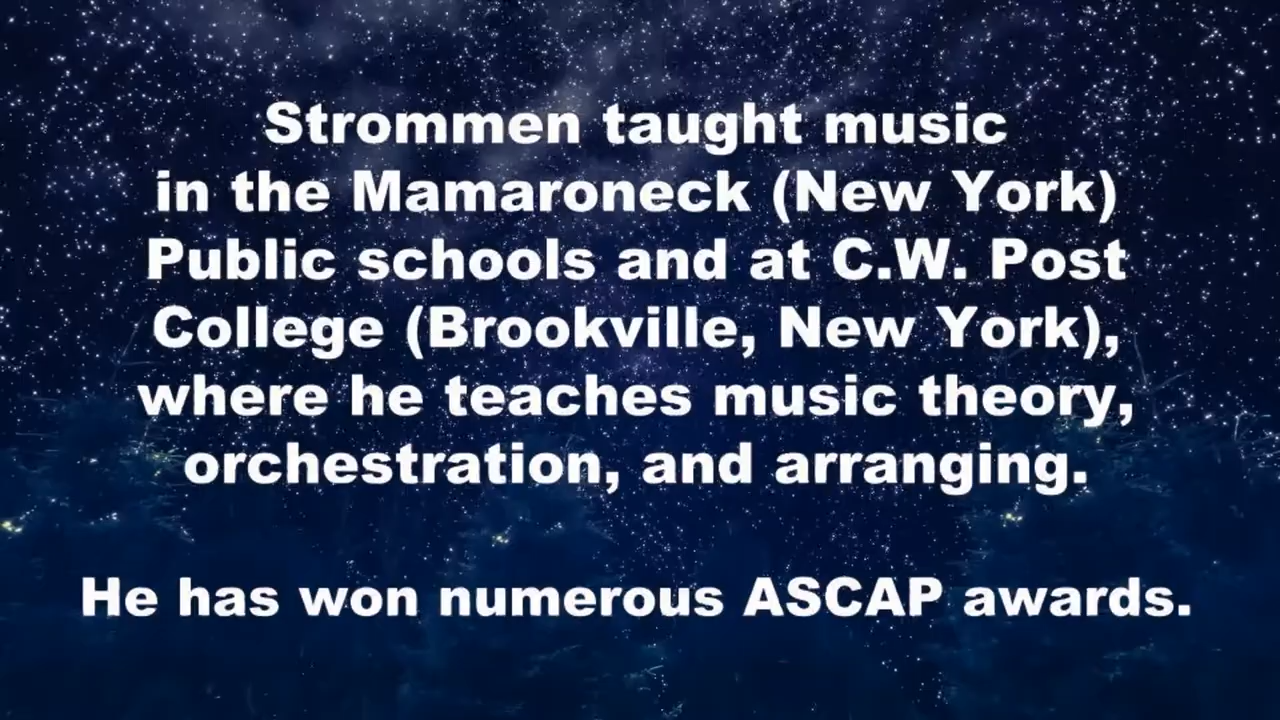 Strommen taught music
in the Mamaroneck (New York)
Public schools and at C.W. Post
College (Brookville, New York),
where he teaches music theory,
orchestration, and arranging.
He has won numerous ASCAP awards.